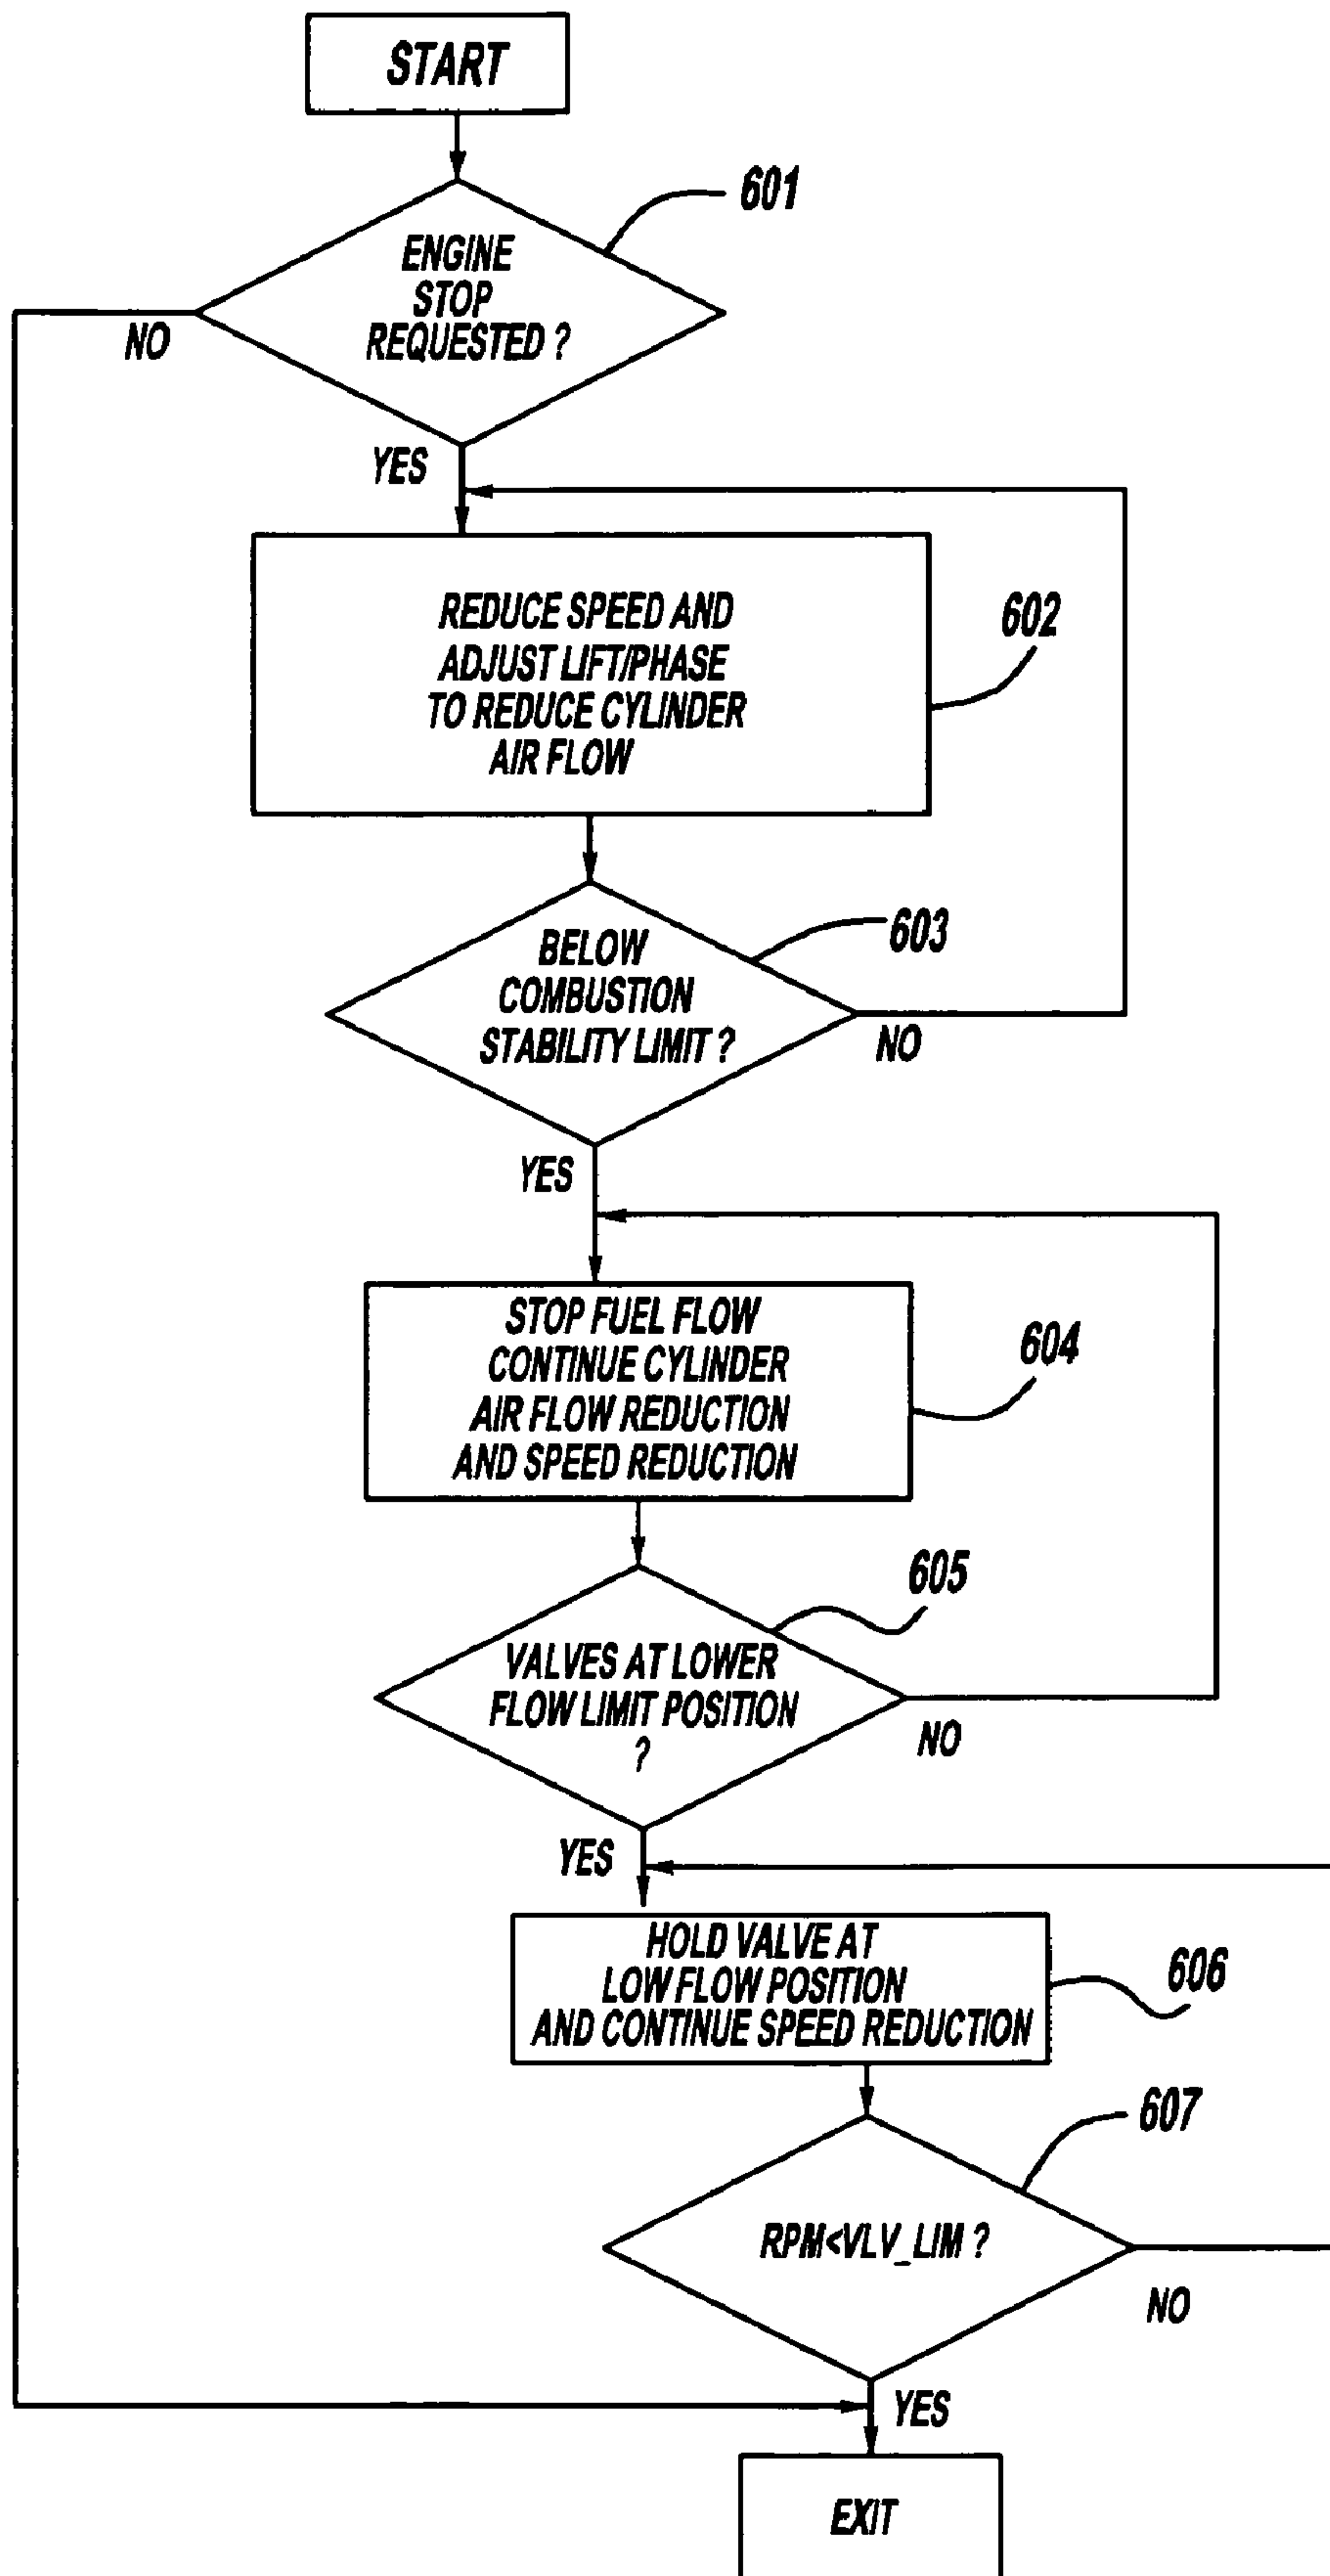 START
601
ENGINE
STOP
REQUESTED ?
NO
YES
REDUCE SPEED AND
ADJUST LIFT/PHASE
TO REDUCE CYLINDER
AIR FLOW
602
BELOW
COMBUSTION
STABILITY LIMIT ?
603
NO
YES
STOP FUEL FLOW
CONTINUE CYLINDER
AIR FLOW REDUCTION
AND SPEED REDUCTION
604
605
VALVES AT LOWER
FLOW LIMIT POSITION
?
NO
YES
HOLD VALVE AT
LOW FLOW POSITION
AND CONTINUE SPEED REDUCTION
606
607
RPM<VLV_LIM ?
NO
YES
EXIT